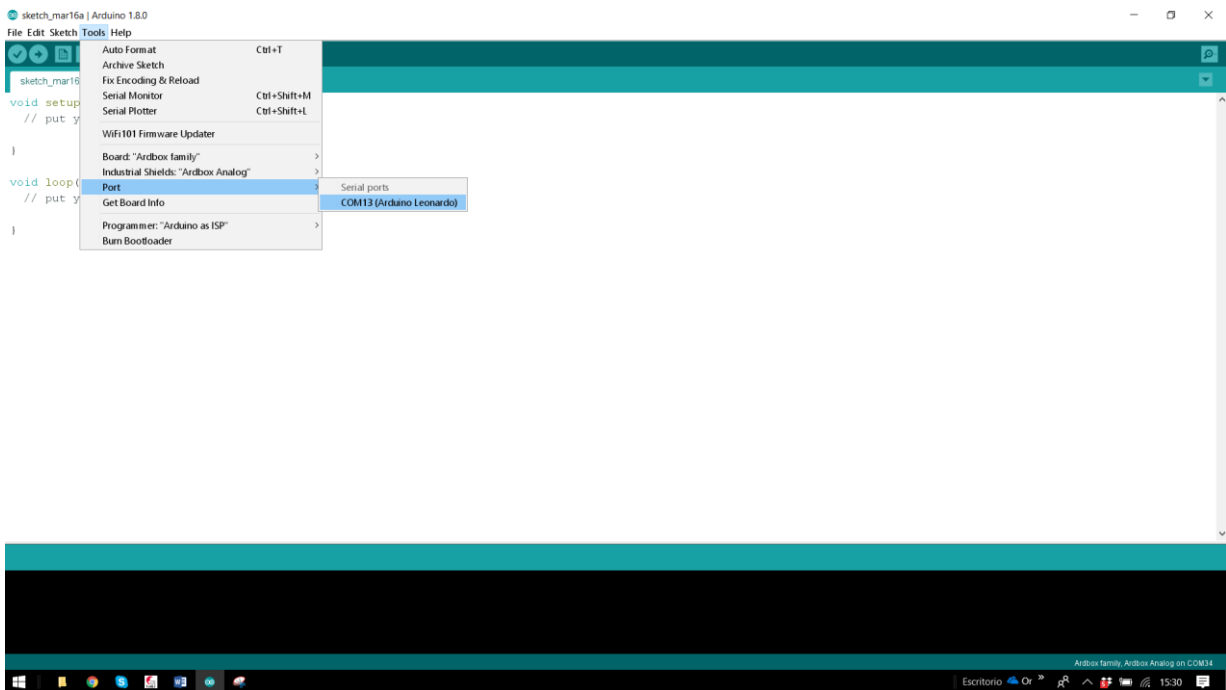 sketch_mar16a | Arduino 1.8.0
File Edit Sketch Tools Help
sketch_mar16
Auto Format Ctrl+T
Archive Sketch
Fix Encoding & Reload
Serial Monitor Ctrl+Shift+M
Serial Plotter Ctrl+Shift+L
WiFi101 Firmware Updater
Board: "Ardbox family"
Industrial Shields: "Ardbox Analog"
Port
Get Board Info
Programmer: "Arduino as ISP"
Burn Bootloader
Serial ports
COM13 (Arduino Leonardo)
void setup
// put y
}
void loop(
// put y
}
Ardbox family, Ardbox Analog on COM34
Escritorio Or » 15:30